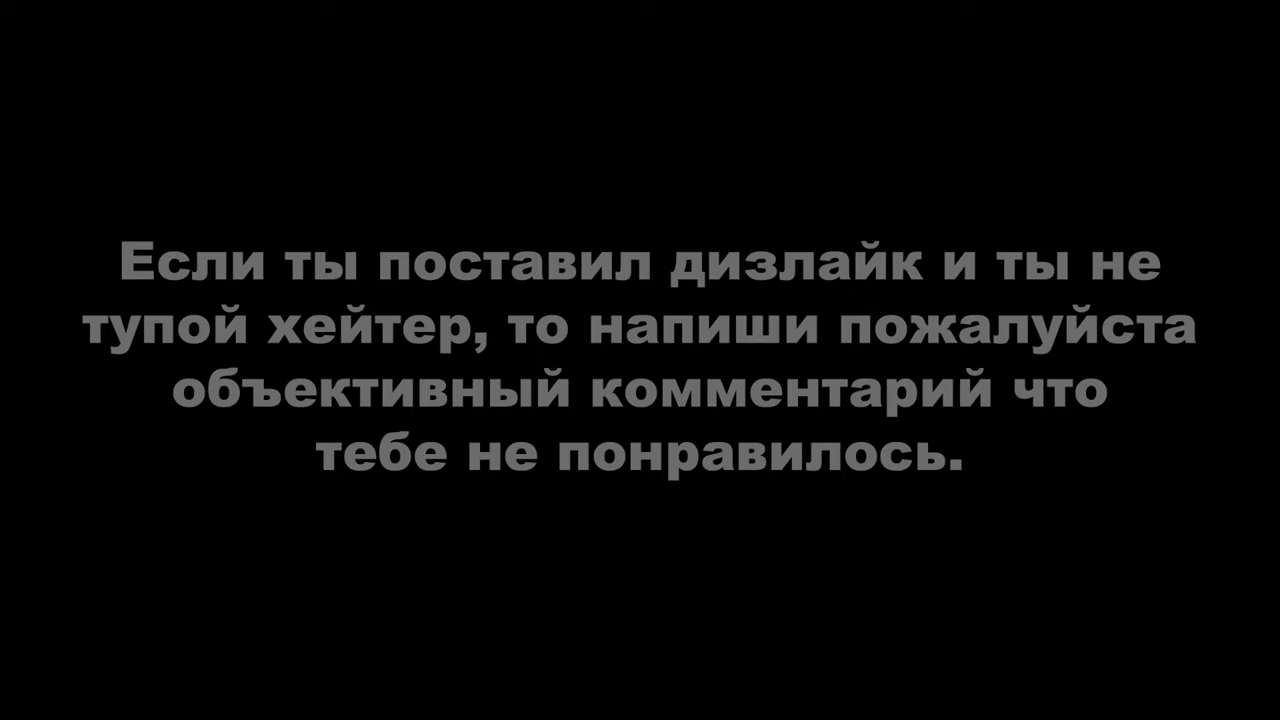 Если ты поставил дизлайк и ты не
тупой хейтер, то напиши пожалуйста
объективный комментарий что
тебе не понравилось.